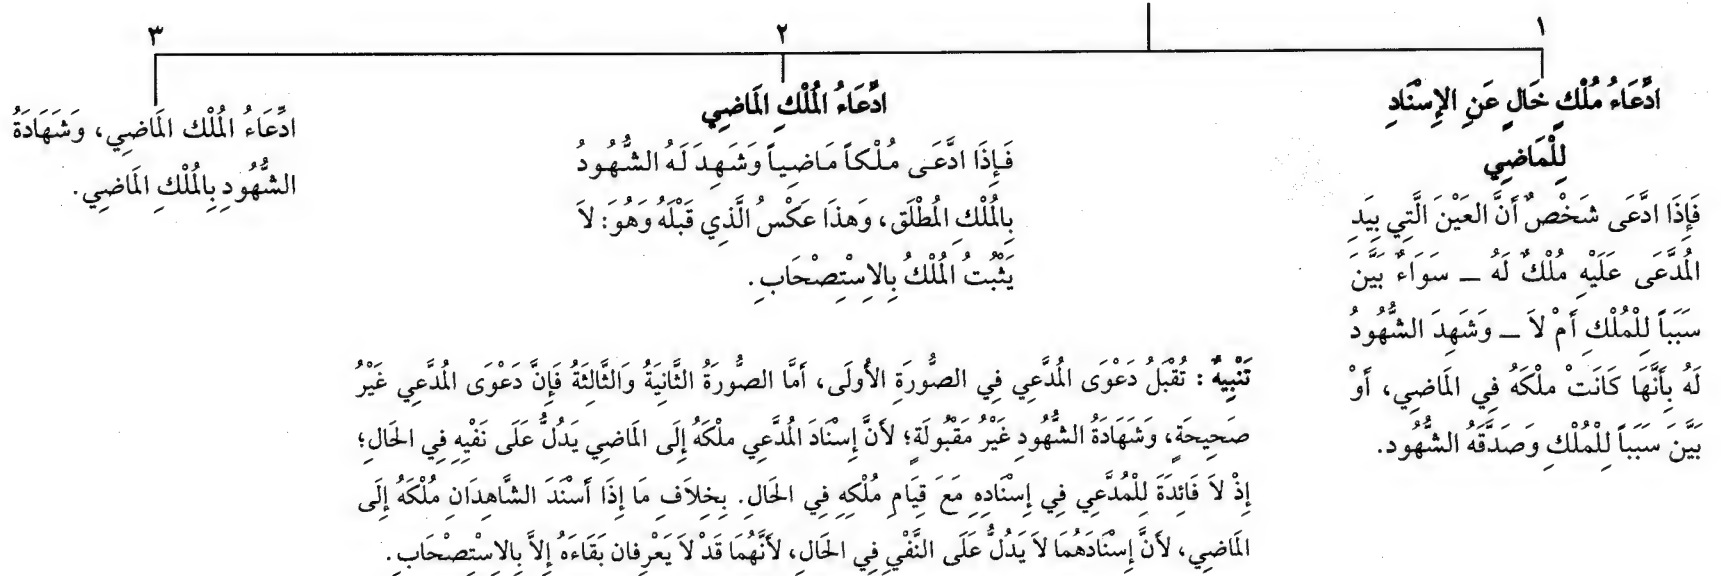 ١
ادِّعَاءُ مُلْكٍ خَالٍ عَنِ الإِسْنَادِ
لِلْمَاضِي
فَإِذَا ادَّعَى شَخْصٌ أَنَّ العَيْنَ الَّتِي بِيَدِ
المُدَّعَى عَلَيْهِ مُلْكٌ لَهُ ــ سَوَاءٌ بَيَّنَ
سَبَباً لِلْمُلْكِ أَمْ لاَ ــ وَشَهِدَ الشُّهُودُ
لَهُ بِأَنَّهَا كَانَتْ مِلْكَهُ فِي المَاضِي، أَوْ
بَيَّنَ سَبَباً لِلْمُلْكِ وَصَدَّقَهُ الشُّهُود.
٢
ادِّعَاءُ المُلْكِ المَاضِي
فَإِذَا ادَّعَى مُلْكاً مَاضِياً وَشَهِدَ لَهُ الشُّهُودُ
بِالمُلْكِ المُطْلَق، وَهذَا عَكْسُ الَّذِي قَبْلَهُ وَهُوَ: لاَ
يَثْبُتُ المُلْكُ بِالاِسْتِصْحَابِ.
٣
ادِّعَاءُ المُلْك المَاضِي، وَشَهَادَةُ
الشُّهُودِ بِالمُلْكِ المَاضِي.
تَنْبِيهٌ : تُقْبَلُ دَعْوَى المُدَّعِي فِي الصُّورَةِ الأُولَى، أَمَّا الصُّورَةُ الثَّانِيَةُ وَالثَّالِثَةُ فَإِنَّ دَعْوَى المُدَّعِي غَيْرُ
صَحِيحَةٍ، وَشَهَادَةُ الشُّهُودِ غَيْرُ مَقْبُولَةٍ؛ لأَنَّ إِسْنَادَ المُدَّعِي مِلْكَهُ إِلَى المَاضِي يَدُلُّ عَلَى نَفْيِهِ فِي الحَالِ؛
إِذْ لاَ فَائِدَةَ لِلْمُدَّعِي فِي إِسْنَادِهِ مَعَ قِيَامِ مُلْكِهِ فِي الحَالِ. بِخِلاَفِ مَا إِذَا أَسْنَدَ الشَّاهِدَانِ مُلْكَهُ إِلَى
المَاضِي، لأَنَّ إِسْنَادَهُمَا لاَ يَدُلُّ عَلَى النَّفْيِ فِي الحَالِ، لأَنَّهُمَا قَدْ لاَ يَعْرِفَان بَقَاءَهُ إِلاَّ بِالاِسْتِصْحَابِ.